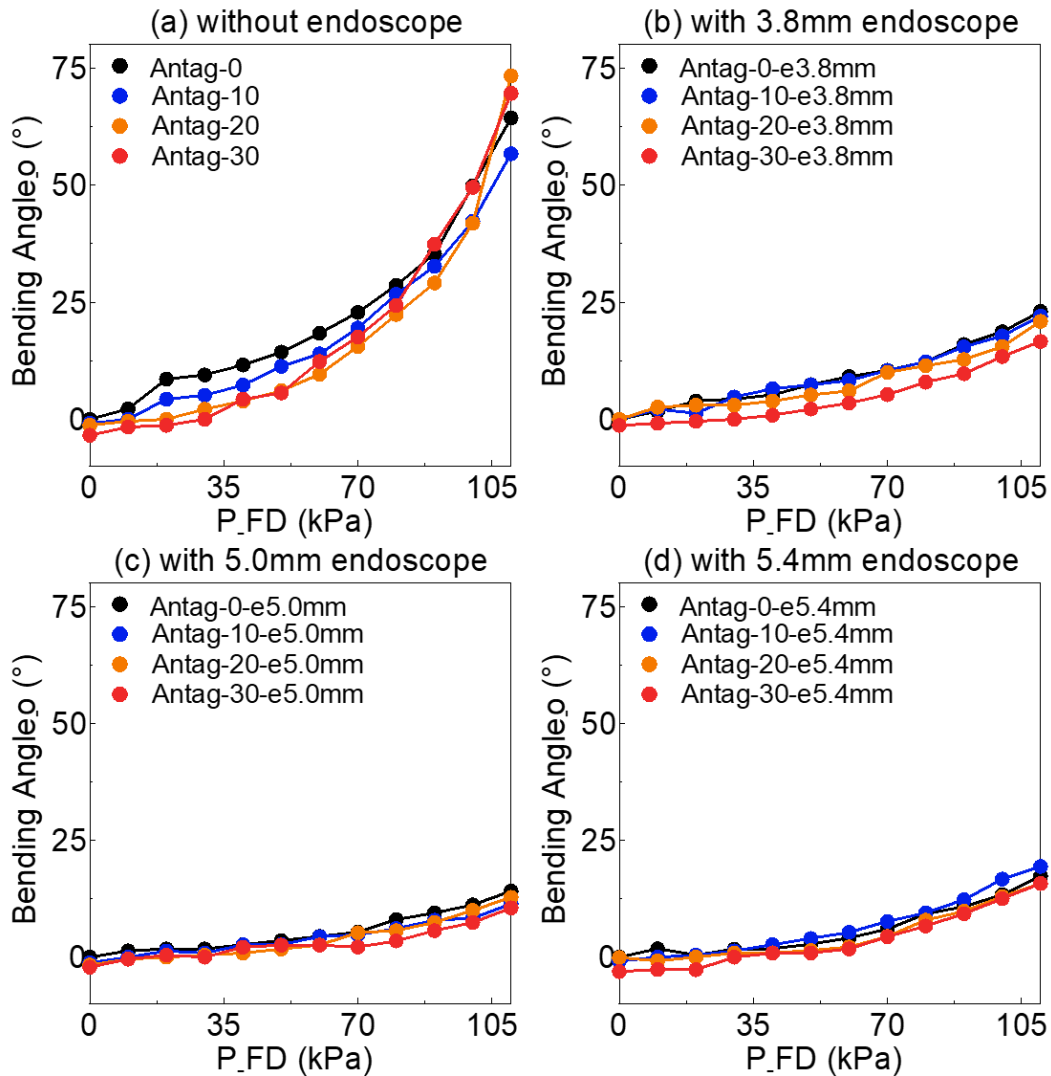 (a) without endoscope
75
50
25
0
Bending Angle_o (°)
Antag-0
Antag-10
Antag-20
Antag-30
0 35 70 105
P_FD (kPa)
(b) with 3.8mm endoscope
75
50
25
0
Bending Angle_o (°)
Antag-0-e3.8mm
Antag-10-e3.8mm
Antag-20-e3.8mm
Antag-30-e3.8mm
0 35 70 105
P_FD (kPa)
(c) with 5.0mm endoscope
75
50
25
0
Bending Angle_o (°)
Antag-0-e5.0mm
Antag-10-e5.0mm
Antag-20-e5.0mm
Antag-30-e5.0mm
0 35 70 105
P_FD (kPa)
(d) with 5.4mm endoscope
75
50
25
0
Bending Angle_o (°)
Antag-0-e5.4mm
Antag-10-e5.4mm
Antag-20-e5.4mm
Antag-30-e5.4mm
0 35 70 105
P_FD (kPa)